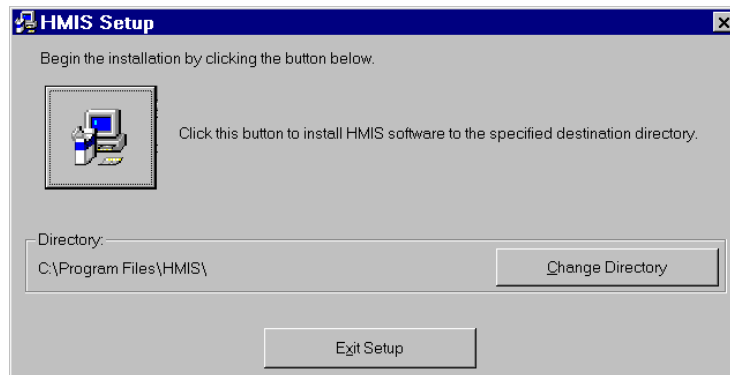 HMIS Setup
Begin the installation by clicking the button below.
Click this button to install HMIS software to the specified destination directory.
Directory:
C:\Program Files\HMIS\
Change Directory
Exit Setup